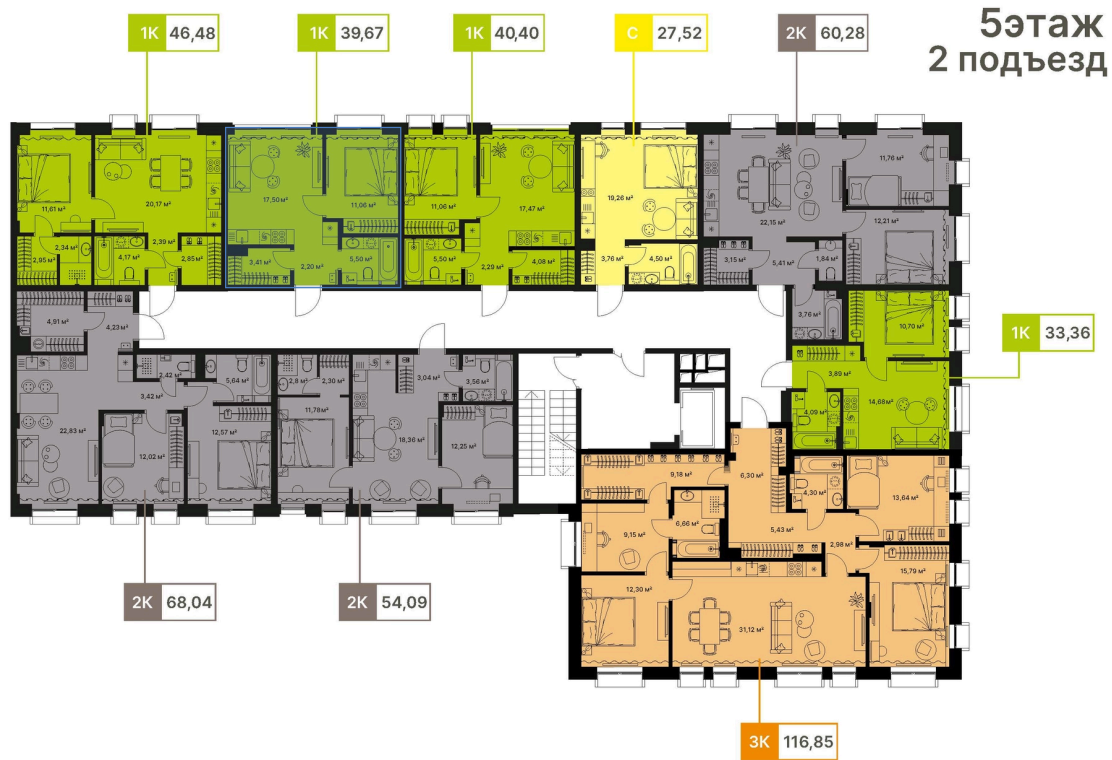 5этаж
2 подъезд
1К 46,48
1К 39,67
1К 40,40
С 27,52
2К 60,28
11,61 м²
20,17 м²
2,34 м²
2,95 м²
4,17 м²
2,39 м²
2,85 м²
17,50 м²
11,06 м²
3,41 м²
2,20 м²
5,50 м²
11,06 м²
17,47 м²
5,50 м²
2,29 м²
4,08 м²
19,26 м²
3,76 м²
4,50 м²
22,15 м²
11,76 м²
12,21 м²
3,15 м²
5,41 м²
1,84 м²
3,76 м²
10,70 м²
3,89 м²
14,68 м²
4,09 м²
1К 33,36
4,91 м²
4,23 м²
2,42 м²
3,42 м²
5,64 м²
22,83 м²
12,02 м²
12,57 м²
2,8 м²
2,30 м²
3,04 м²
3,56 м²
11,78 м²
18,36 м²
12,25 м²
9,18 м²
6,30 м²
4,30 м²
13,64 м²
9,15 м²
6,66 м²
5,43 м²
2,98 м²
12,30 м²
31,12 м²
15,79 м²
2К 68,04
2К 54,09
3К 116,85